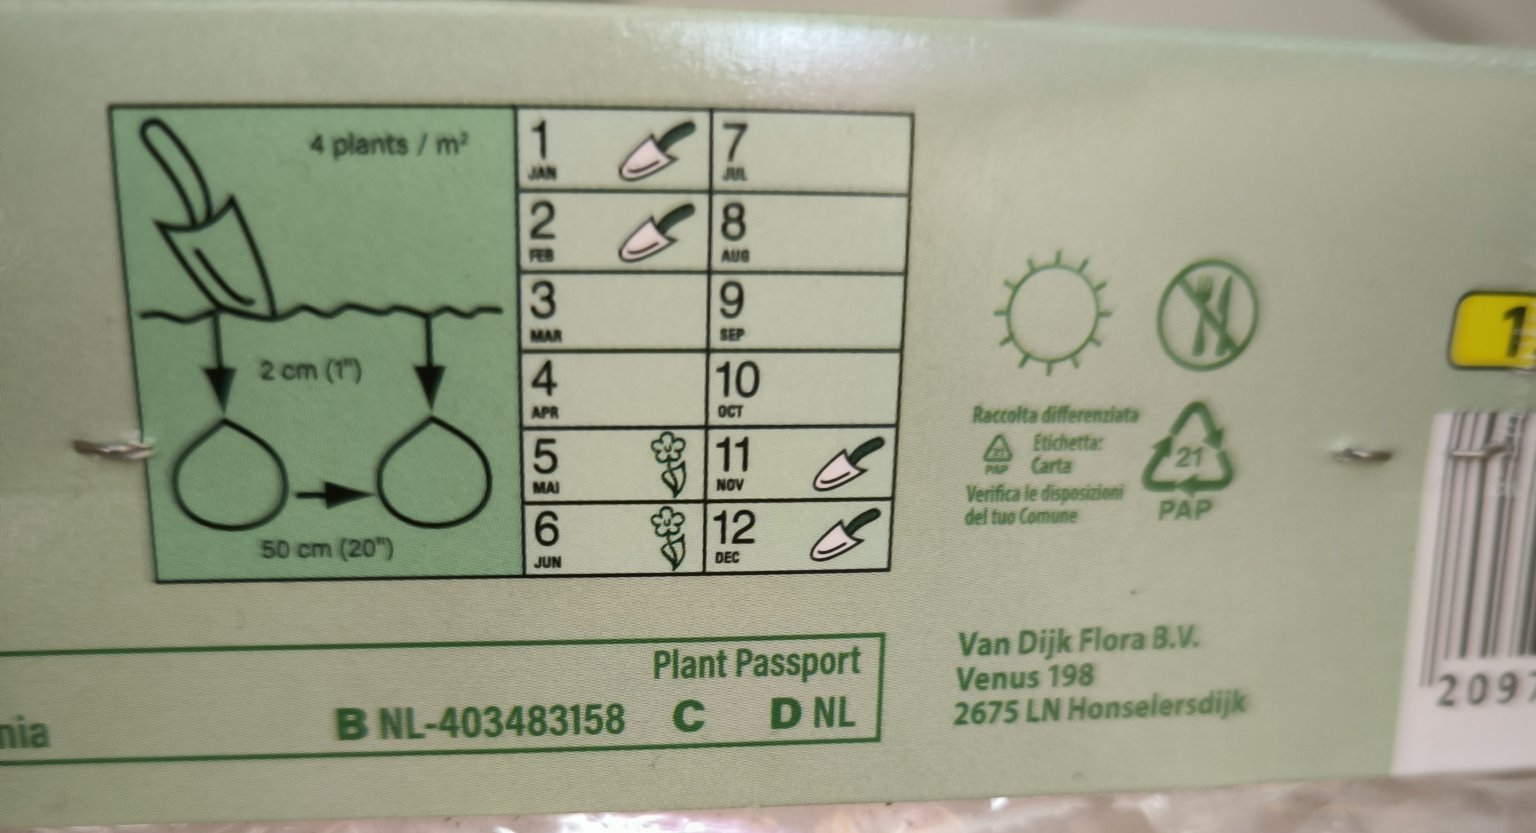 4 plants / m²
2 cm (1")
50 cm (20")
1 JAN
2 FEB
3 MAR
4 APR
5 MAI
6 JUN
7 JUL
8 AUG
9 SEP
10 OCT
11 NOV
12 DEC
Raccolta differenziata
21 PAP
Etichetta:
Carta
Verifica le disposizioni
del tuo Comune
21
PAP
Plant Passport
nia B NL-403483158 C D NL
Van Dijk Flora B.V.
Venus 198
2675 LN Honselersdijk
1
2097